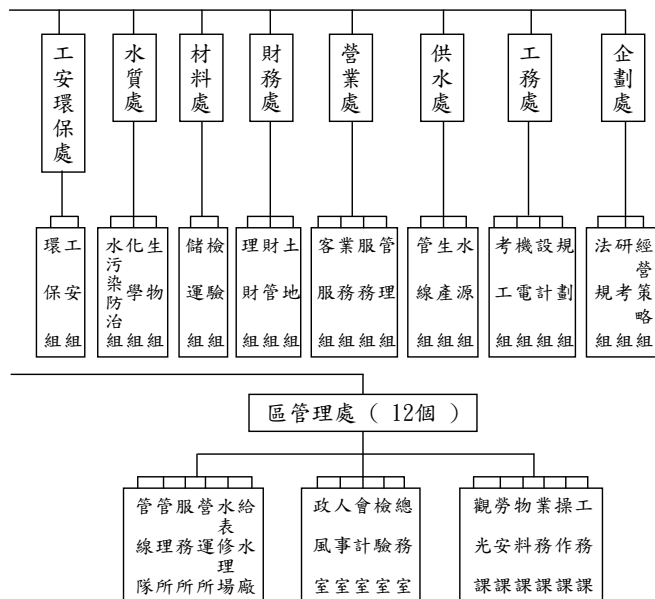 企劃處
工務處
供水處
營業處
財務處
材料處
水質處
工安環保處
經營策略組
研考組
法規組
規劃組
設計組
機電組
考工組
水源組
生產組
管線組
管理組
服務組
業務組
客服組
土地組
財管組
理財組
檢驗組
儲運組
生物組
化學組
水污染防治組
工安組
環保組
區管理處 ( 12個 )
工務課
操作課
業務課
物料課
勞安課
觀光課
總務室
檢驗室
會計室
人事室
政風室
給水廠
水表修理場
營運所
服務所
管理所
管線隊